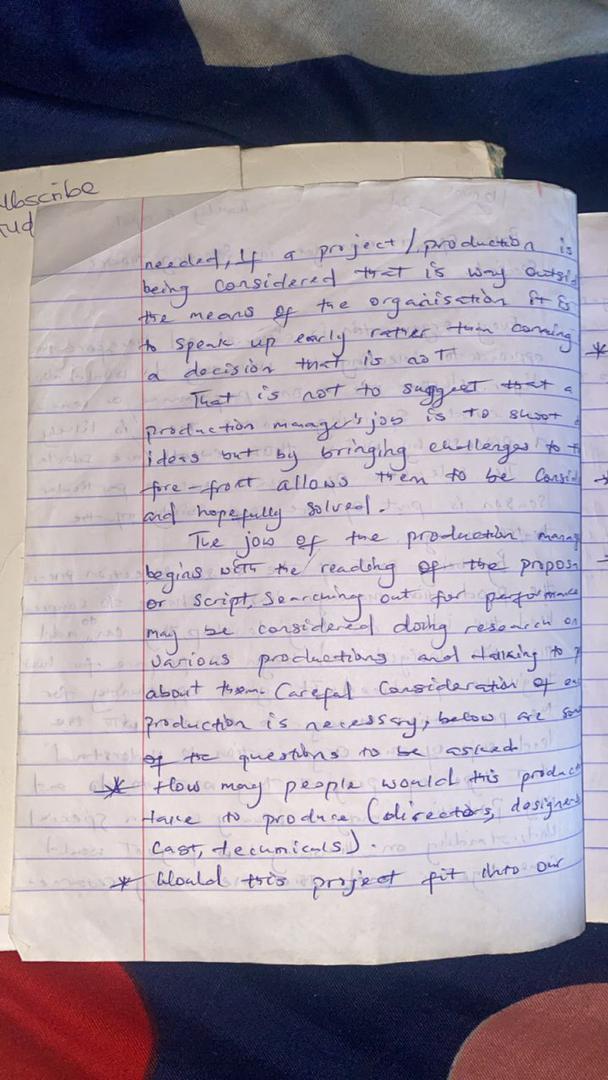 ubscribe
needed, If a project / production is
being considered that is way outsid
the means of the organisation it is
to speak up early rather than coming
a decision that is not
That is not to suggest that a
production manager's job is to shoot
ideas but by bringing challenges to t
fore-front allows them to be consid
and hopefully solved.
The job of the production manag
begins with the reading of the propos
or script, searching out for performance
may be considered doing research on
various productions and talking to p
about them. Careful consideration of
production is necessary, below are som
of the questions to be asked
* How may people would this product
take to produce (directors, designers
cast, technicals).
* Would this project fit into our